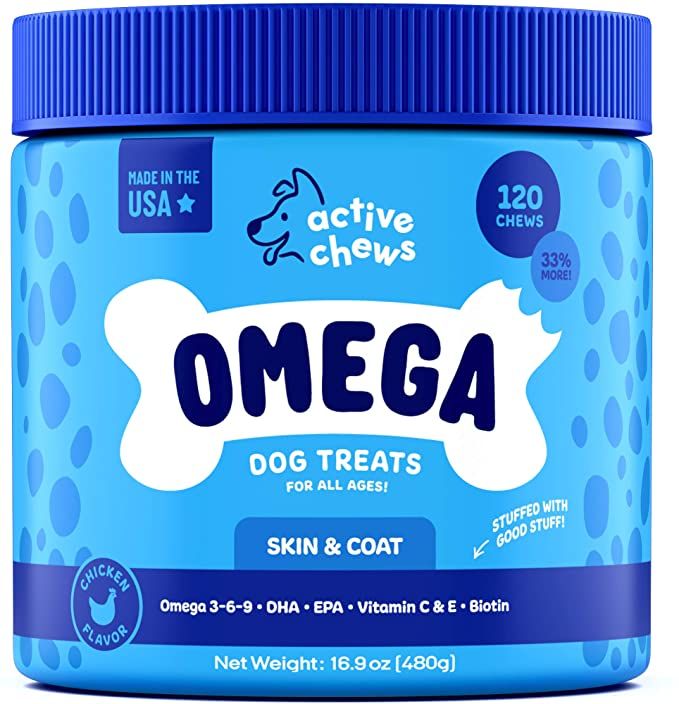 MADE IN THE
USA
active
chews
120
CHEWS
33%
MORE!
OMEGA
DOG TREATS
FOR ALL AGES!
STUFFED WITH
GOOD STUFF!
SKIN & COAT
CHICKEN
FLAVOR
Omega 3-6-9 • DHA • EPA • Vitamin C & E • Biotin
Net Weight: 16.9 oz (480g)